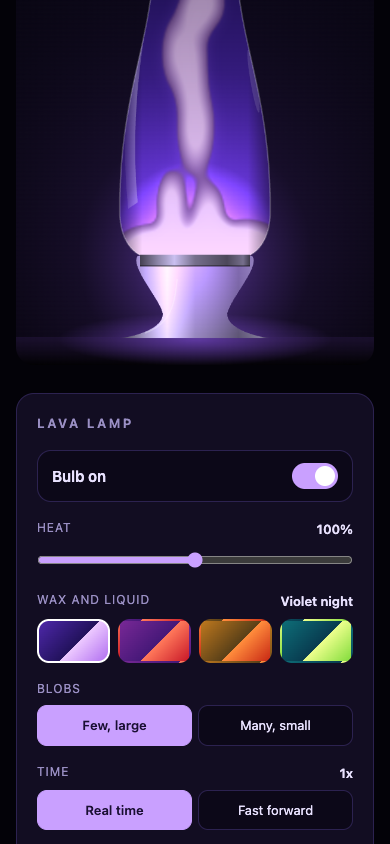 LAVA LAMP
Bulb on
HEAT 100%
WAX AND LIQUID Violet night
BLOBS
Few, large Many, small
TIME 1x
Real time Fast forward